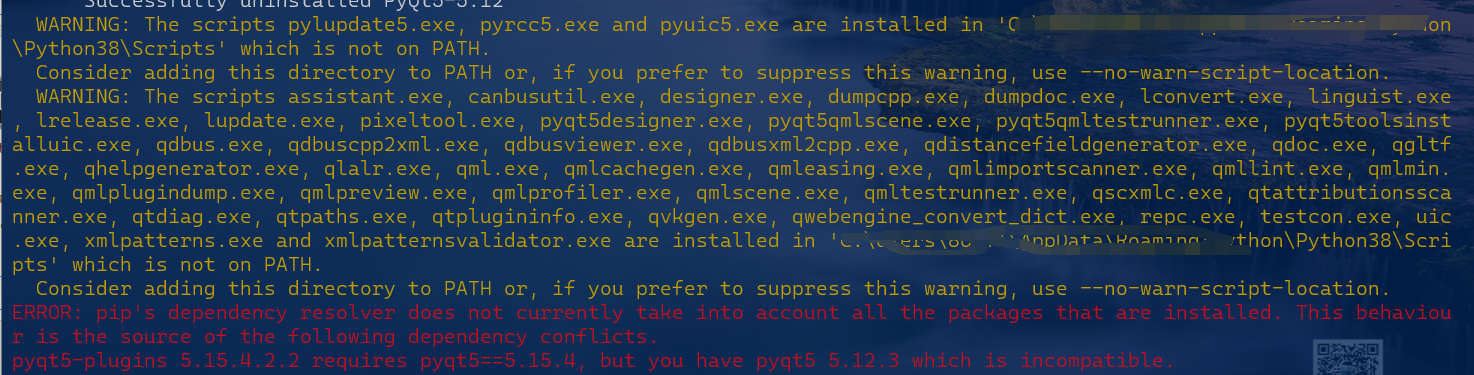 Successfully uninstalled PyQt5-5.12
WARNING: The scripts pylupdate5.exe, pyrcc5.exe and pyuic5.exe are installed in 'C on
\Python38\Scripts' which is not on PATH.
Consider adding this directory to PATH or, if you prefer to suppress this warning, use --no-warn-script-location.
WARNING: The scripts assistant.exe, canbusutil.exe, designer.exe, dumpcpp.exe, dumpdoc.exe, lconvert.exe, linguist.exe
, lrelease.exe, lupdate.exe, pixeltool.exe, pyqt5designer.exe, pyqt5qmlscene.exe, pyqt5qmltestrunner.exe, pyqt5toolsinst
alluic.exe, qdbus.exe, qdbuscpp2xml.exe, qdbusviewer.exe, qdbusxml2cpp.exe, qdistancefieldgenerator.exe, qdoc.exe, qgltf
.exe, qhelpgenerator.exe, qlalr.exe, qml.exe, qmlcachegen.exe, qmleasing.exe, qmlimportscanner.exe, qmllint.exe, qmlmin.
exe, qmlplugindump.exe, qmlpreview.exe, qmlprofiler.exe, qmlscene.exe, qmltestrunner.exe, qscxmlc.exe, qtattributionssca
nner.exe, qtdiag.exe, qtpaths.exe, qtplugininfo.exe, qvkgen.exe, qwebengine_convert_dict.exe, repc.exe, testcon.exe, uic
.exe, xmlpatterns.exe and xmlpatternsvalidator.exe are installed in 'C:\Users\ \AppData\Roaming ython\Python38\Scri
pts' which is not on PATH.
Consider adding this directory to PATH or, if you prefer to suppress this warning, use --no-warn-script-location.
ERROR: pip's dependency resolver does not currently take into account all the packages that are installed. This behaviou
r is the source of the following dependency conflicts.
pyqt5-plugins 5.15.4.2.2 requires pyqt5==5.15.4, but you have pyqt5 5.12.3 which is incompatible.